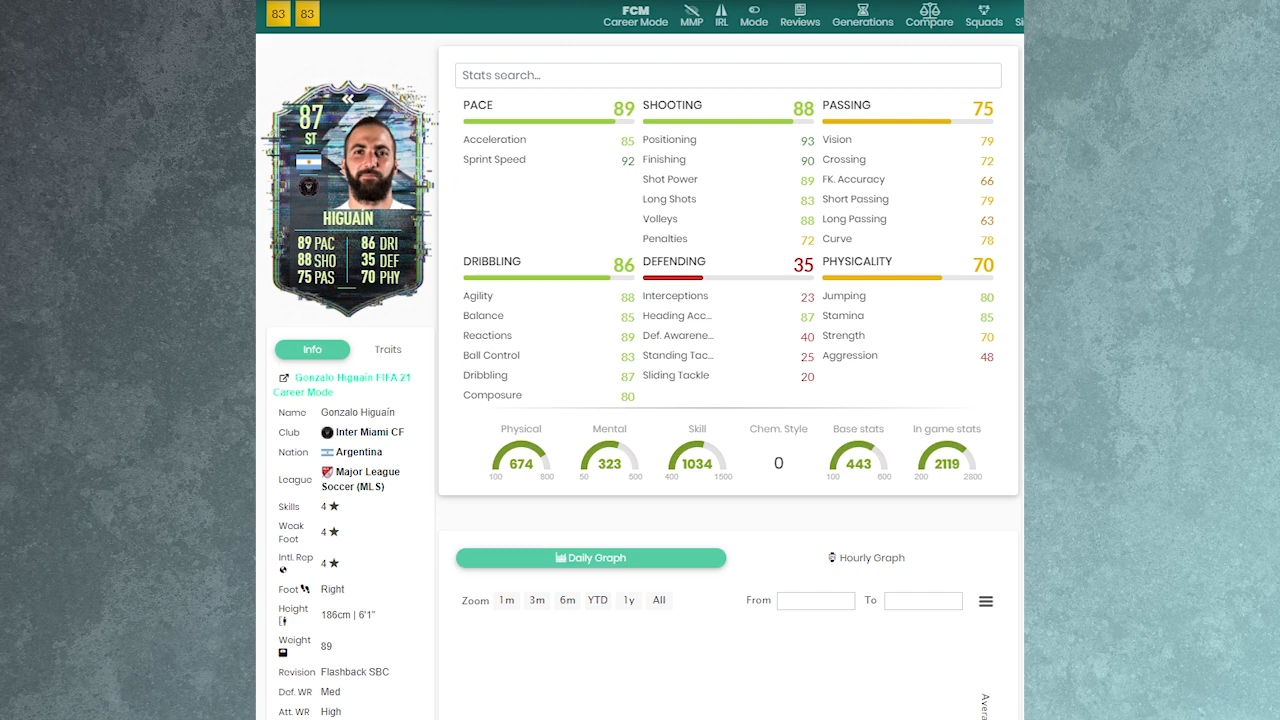 83 83
FCM
Career Mode MMP IRL Mode Reviews Generations Compare Squads
Stats search...
87
ST
HIGUAÍN
89 PAC 86 DRI
88 SHO 35 DEF
75 PAS 70 PHY
PACE 89
Acceleration 85
Sprint Speed 92
SHOOTING 88
Positioning 93
Finishing 90
Shot Power 89
Long Shots 83
Volleys 88
Penalties 72
PASSING 75
Vision 79
Crossing 72
FK. Accuracy 66
Short Passing 79
Long Passing 63
Curve 78
DRIBBLING 86
Agility 88
Balance 85
Reactions 89
Ball Control 83
Dribbling 87
Composure 80
DEFENDING 35
Interceptions 23
Heading Acc... 87
Def. Awarene... 40
Standing Tac... 25
Sliding Tackle 20
PHYSICALITY 70
Jumping 80
Stamina 85
Strength 70
Aggression 48
Physical Mental Skill Chem. Style Base stats In game stats
674 323 1034 0 443 2119
100 800 50 500 400 1500 100 600 200 2800
Info Traits
Gonzalo Higuaín FIFA 21
Career Mode
Name Gonzalo Higuaín
Club Inter Miami CF
Nation Argentina
League Major League
Soccer (MLS)
Skills 4 ★
Weak
Foot 4 ★
Intl. Rep 4 ★
Foot Right
Height 186cm | 6'1"
Weight 89
Revision Flashback SBC
Def. WR Med
Att. WR High
Daily Graph Hourly Graph
Zoom 1m 3m 6m YTD 1y All From To